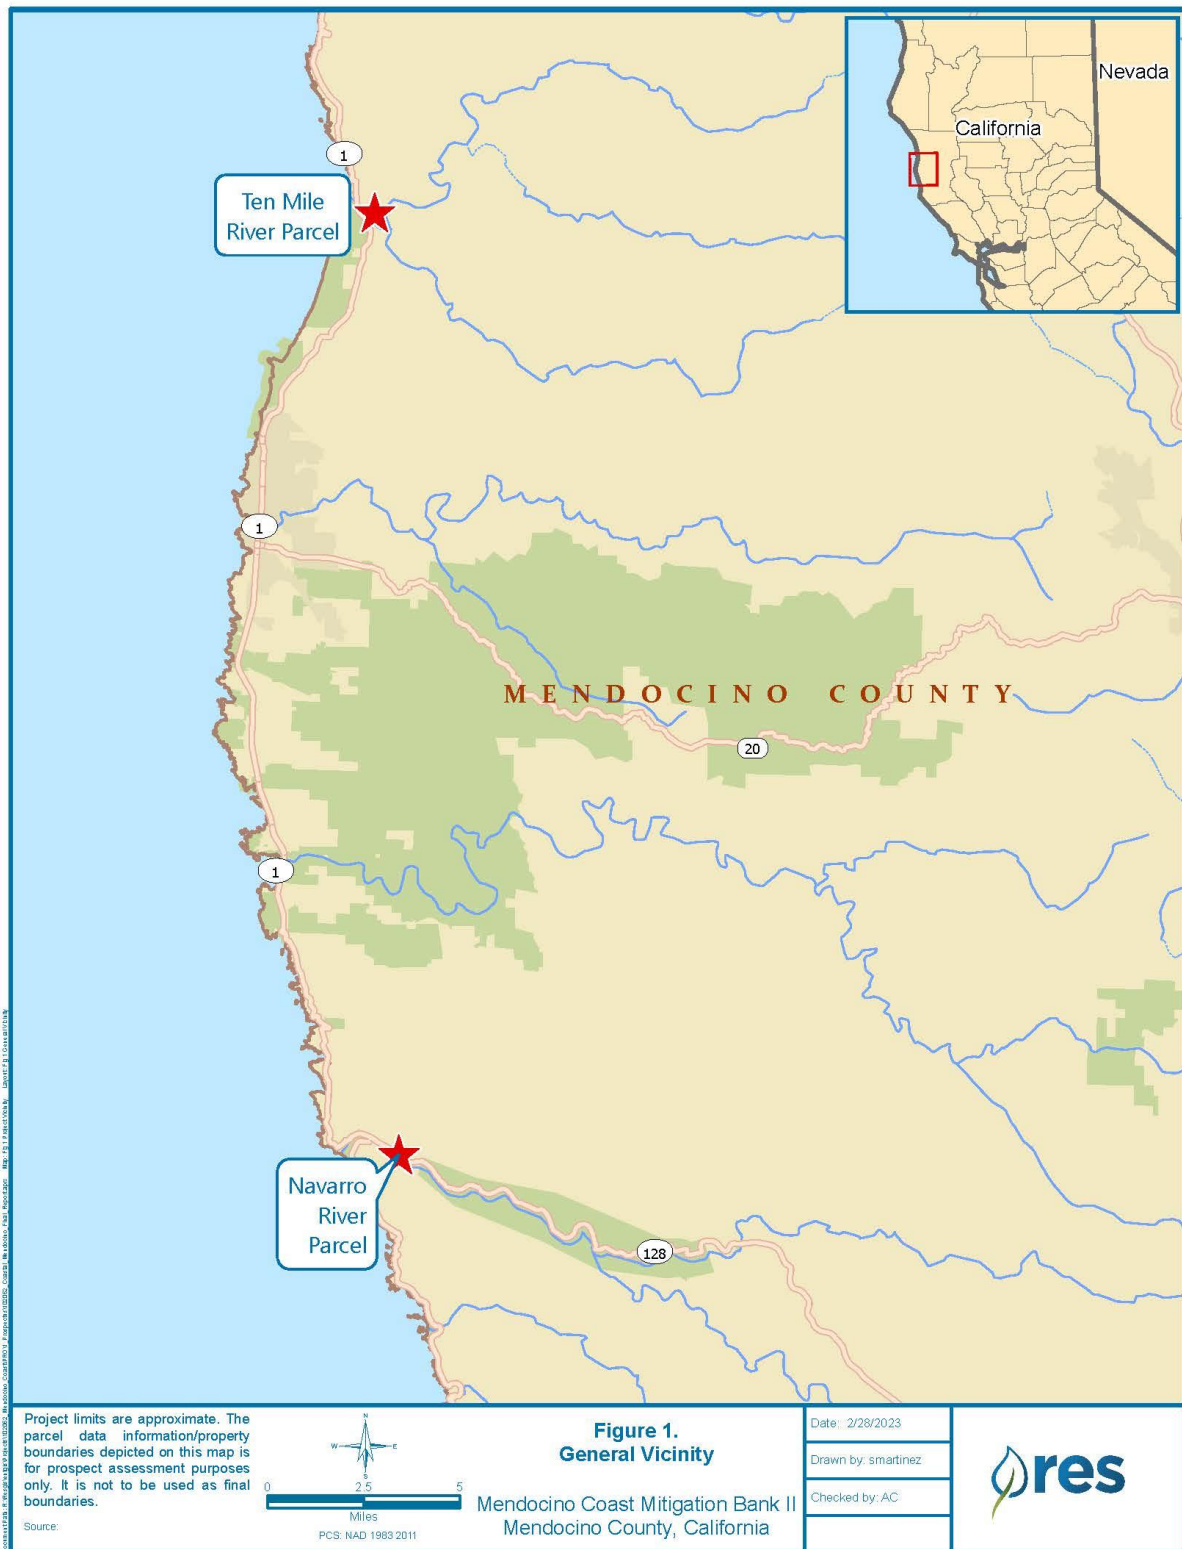 Nevada
California
1
Ten Mile
River Parcel
1
MENDOCINO COUNTY
20
1
Navarro
River
Parcel
128
Project limits are approximate. The
parcel data information/property
boundaries depicted on this map is
for prospect assessment purposes
only. It is not to be used as final
boundaries.
Source:
N
W
E
S
0 2.5 5
Miles
PCS: NAD 1983 2011
Figure 1.
General Vicinity
Mendocino Coast Mitigation Bank II
Mendocino County, California
Date: 2/28/2023
Drawn by: smartinez
Checked by: AC
res